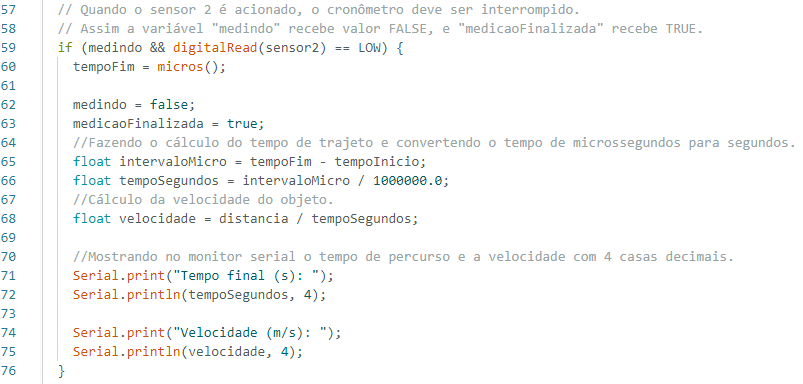 57 // Quando o sensor 2 é acionado, o cronômetro deve ser interrompido.
58 // Assim a variável "medindo" recebe valor FALSE, e "medicaoFinalizada" recebe TRUE.
59 if (medindo && digitalRead(sensor2) == LOW) {
60 tempoFim = micros();
61
62 medindo = false;
63 medicaoFinalizada = true;
64 //Fazendo o cálculo do tempo de trajeto e convertendo o tempo de microssegundos para segundos.
65 float intervaloMicro = tempoFim - tempoInicio;
66 float tempoSegundos = intervaloMicro / 1000000.0;
67 //Cálculo da velocidade do objeto.
68 float velocidade = distancia / tempoSegundos;
69
70 //Mostrando no monitor serial o tempo de percurso e a velocidade com 4 casas decimais.
71 Serial.print("Tempo final (s): ");
72 Serial.println(tempoSegundos, 4);
73
74 Serial.print("Velocidade (m/s): ");
75 Serial.println(velocidade, 4);
76 }